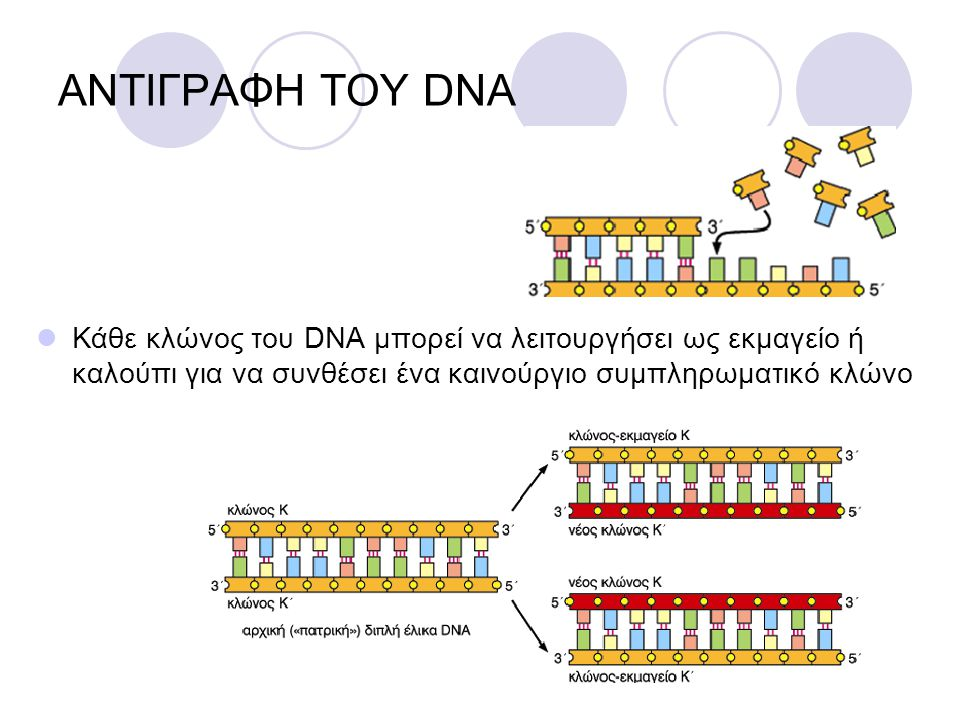 ΑΝΤΙΓΡΑΦΗ ΤΟΥ DNA
5΄ 3΄
3΄ 5΄
Κάθε κλώνος του DNA μπορεί να λειτουργήσει ως εκμαγείο ή
καλούπι για να συνθέσει ένα καινούργιο συμπληρωματικό κλώνο
κλώνος-εκμαγείο Κ
5΄ 3΄
3΄ 5΄
νέος κλώνος Κ΄
κλώνος Κ
5΄ 3΄
3΄ 5΄
κλώνος Κ΄
αρχική («πατρική») διπλή έλικα DNA
νέος κλώνος Κ
5΄ 3΄
3΄ 5΄
κλώνος-εκμαγείο Κ΄